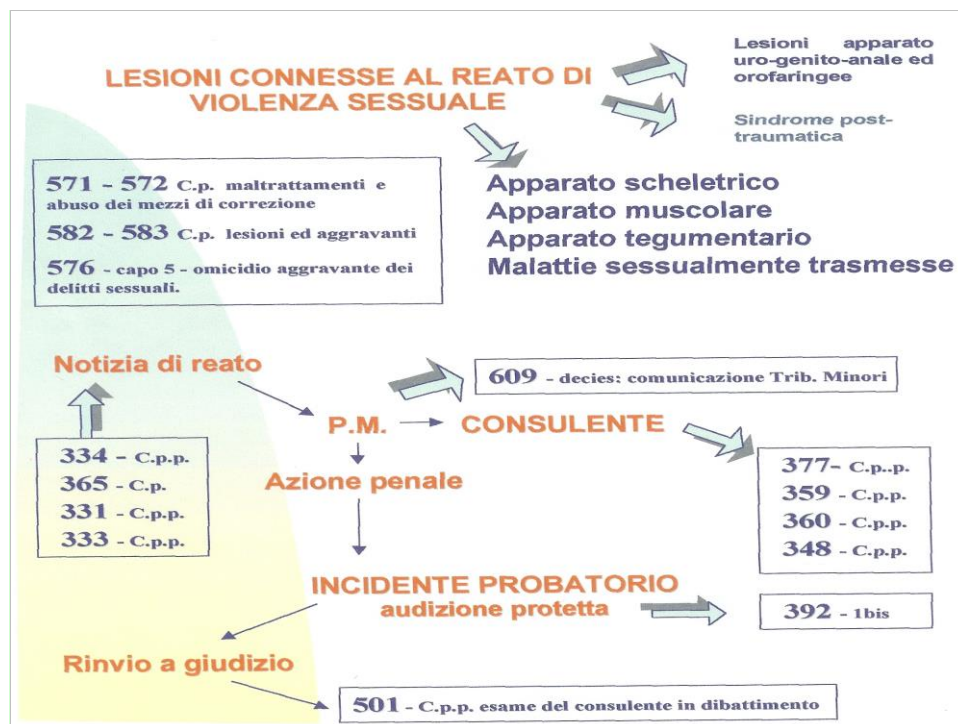 LESIONI CONNESSE AL REATO DI
VIOLENZA SESSUALE
Lesioni apparato
uro-genito-anale ed
orofaringee
Sindrome post-
traumatica
571 - 572 C.p. maltrattamenti e
abuso dei mezzi di correzione
582 - 583 C.p. lesioni ed aggravanti
576 - capo 5 - omicidio aggravante dei
delitti sessuali.
Apparato scheletrico
Apparato muscolare
Apparato tegumentario
Malattie sessualmente trasmesse
Notizia di reato
609 - decies: comunicazione Trib. Minori
P.M.
CONSULENTE
334 - C.p.p.
365 - C.p.
331 - C.p.p.
333 - C.p.p.
Azione penale
377- C.p..p.
359 - C.p.p.
360 - C.p.p.
348 - C.p.p.
INCIDENTE PROBATORIO
audizione protetta
392 - 1bis
Rinvio a giudizio
501 - C.p.p. esame del consulente in dibattimento